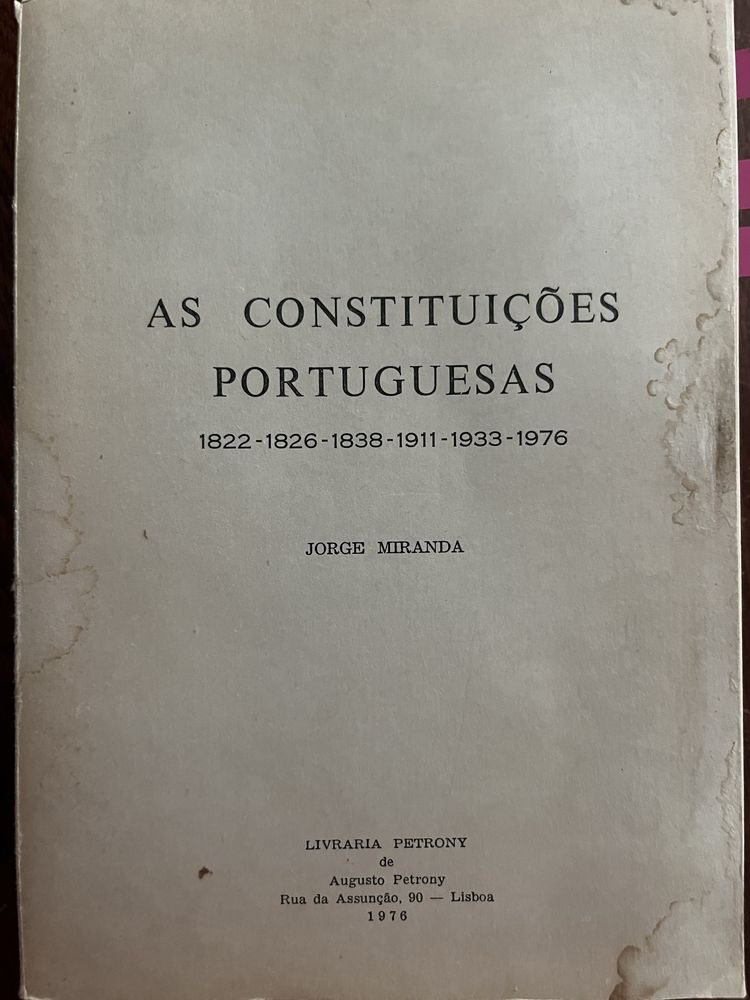 AS CONSTITUIÇÕES
PORTUGUESAS
1822-1826-1838-1911-1933-1976
JORGE MIRANDA
LIVRARIA PETRONY
de
Augusto Petrony
Rua da Assunção, 90 — Lisboa
1976